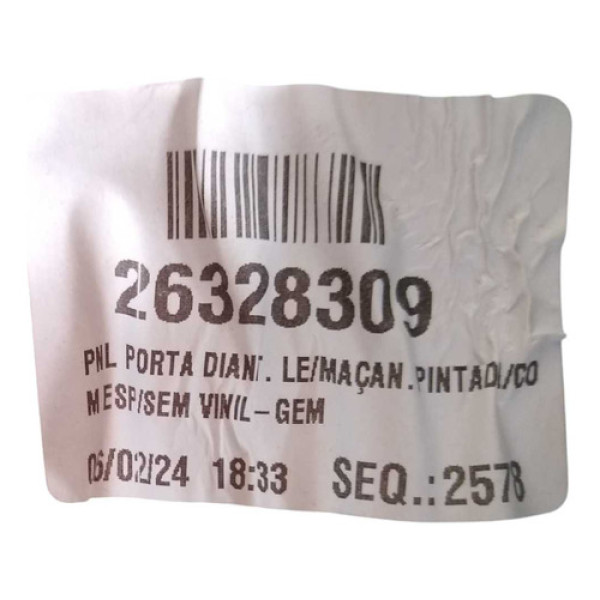 26328309
PNL PORTA DIANT. LE/MAÇAN.PINTADA/CO
M ESP/SEM VINIL-GEM
06/02/24 18:33 SEQ.:2578